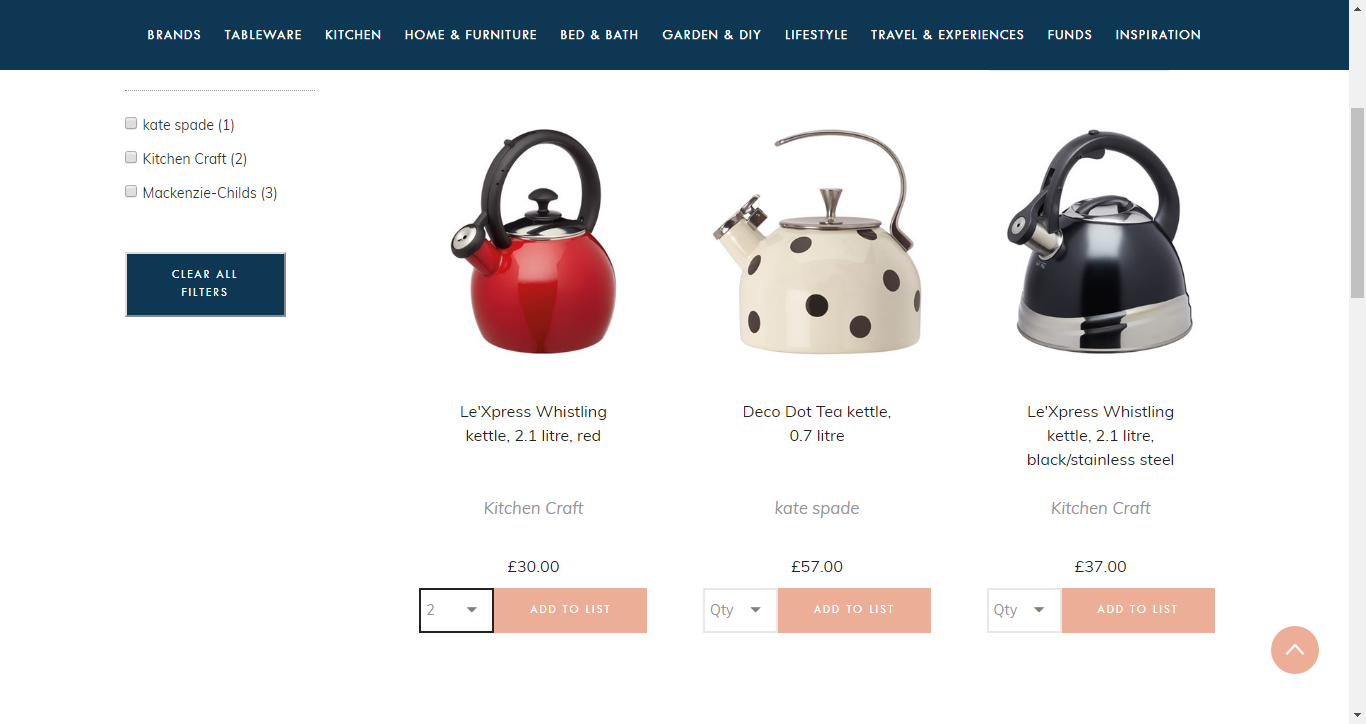 BRANDS TABLEWARE KITCHEN HOME & FURNITURE BED & BATH GARDEN & DIY LIFESTYLE TRAVEL & EXPERIENCES FUNDS INSPIRATION
kate spade (1)
Kitchen Craft (2)
Mackenzie-Childs (3)
CLEAR ALL
FILTERS
Le'Xpress Whistling
kettle, 2.1 litre, red
Kitchen Craft
£30.00
2
ADD TO LIST
Deco Dot Tea kettle,
0.7 litre
kate spade
£57.00
Qty
ADD TO LIST
Le'Xpress Whistling
kettle, 2.1 litre,
black/stainless steel
Kitchen Craft
£37.00
Qty
ADD TO LIST